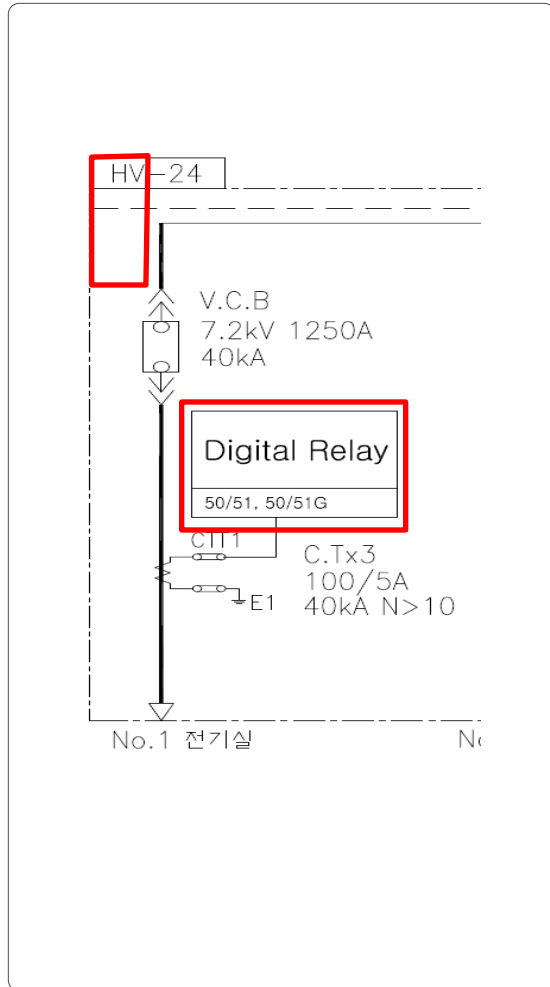 HV-24
V.C.B
7.2kV 1250A
40kA
Digital Relay
50/51, 50/51G
CTT1
C.Tx3
100/5A
40kA N>10
E1
No.1 전기실